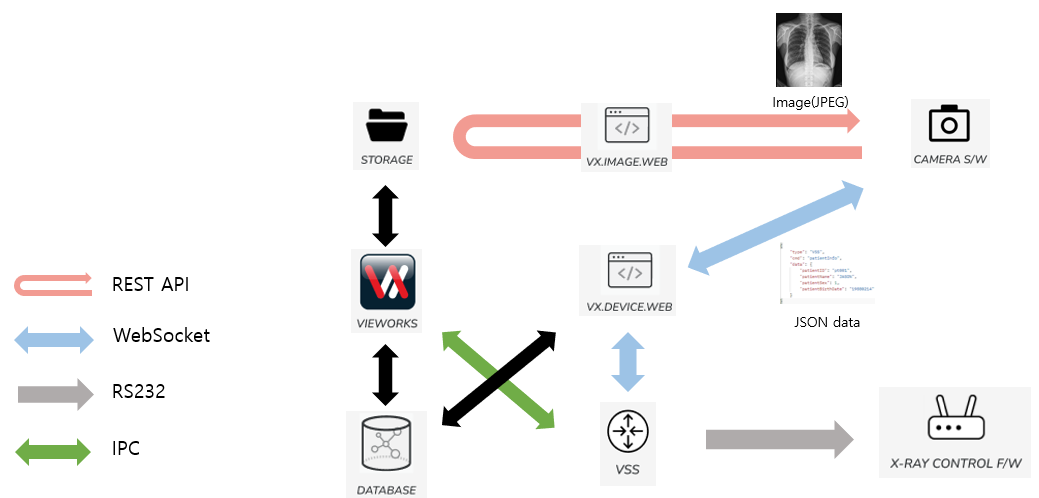 Image(JPEG)
STORAGE
</>
VX.IMAGE.WEB
CAMERA S/W
REST API
WebSocket
RS232
IPC
VIEWORKS
</>
VX.DEVICE.WEB
"data": {
JSON data
DATABASE
VSS
X-RAY CONTROL F/W